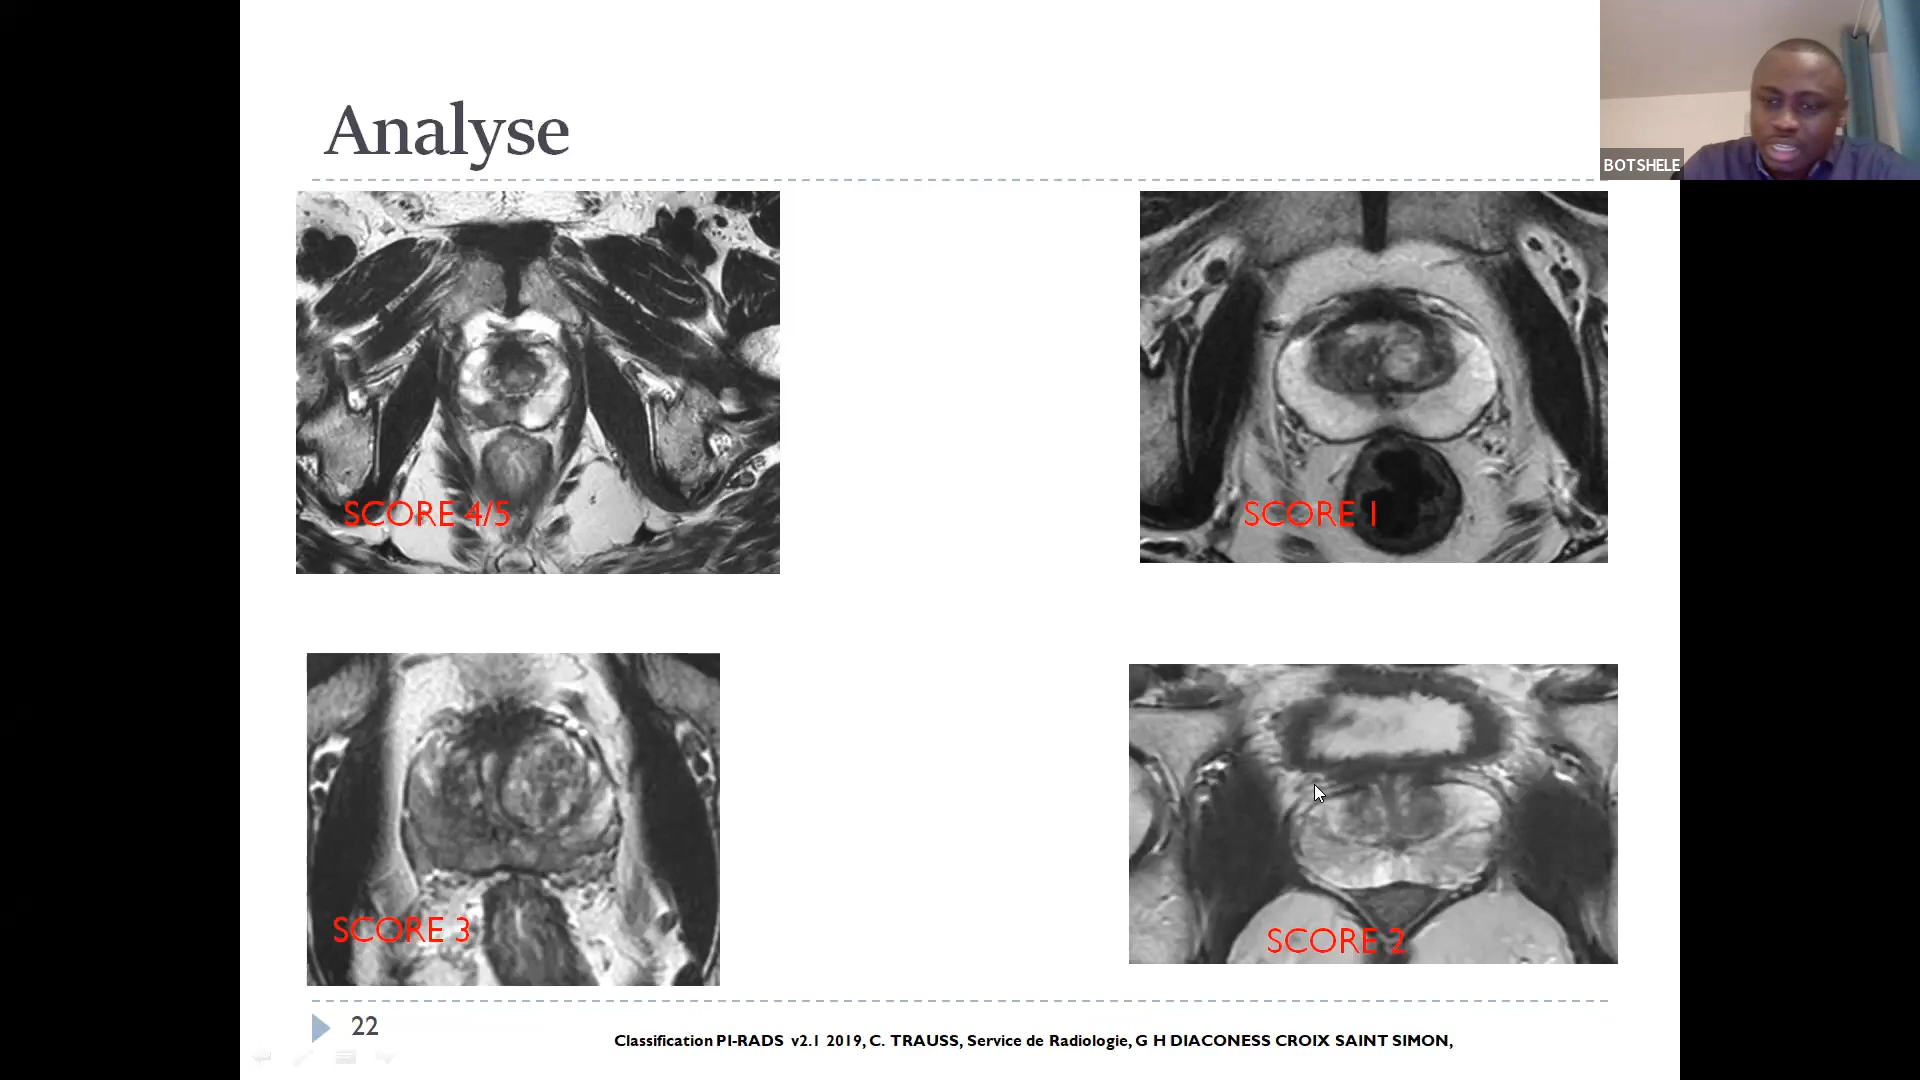 Analyse
BOTSHELE
SCORE 4/5
SCORE 1
SCORE 3
SCORE 2
22
Classification PI-RADS v2.1 2019, C. TRAUSS, Service de Radiologie, G H DIACONESS CROIX SAINT SIMON,